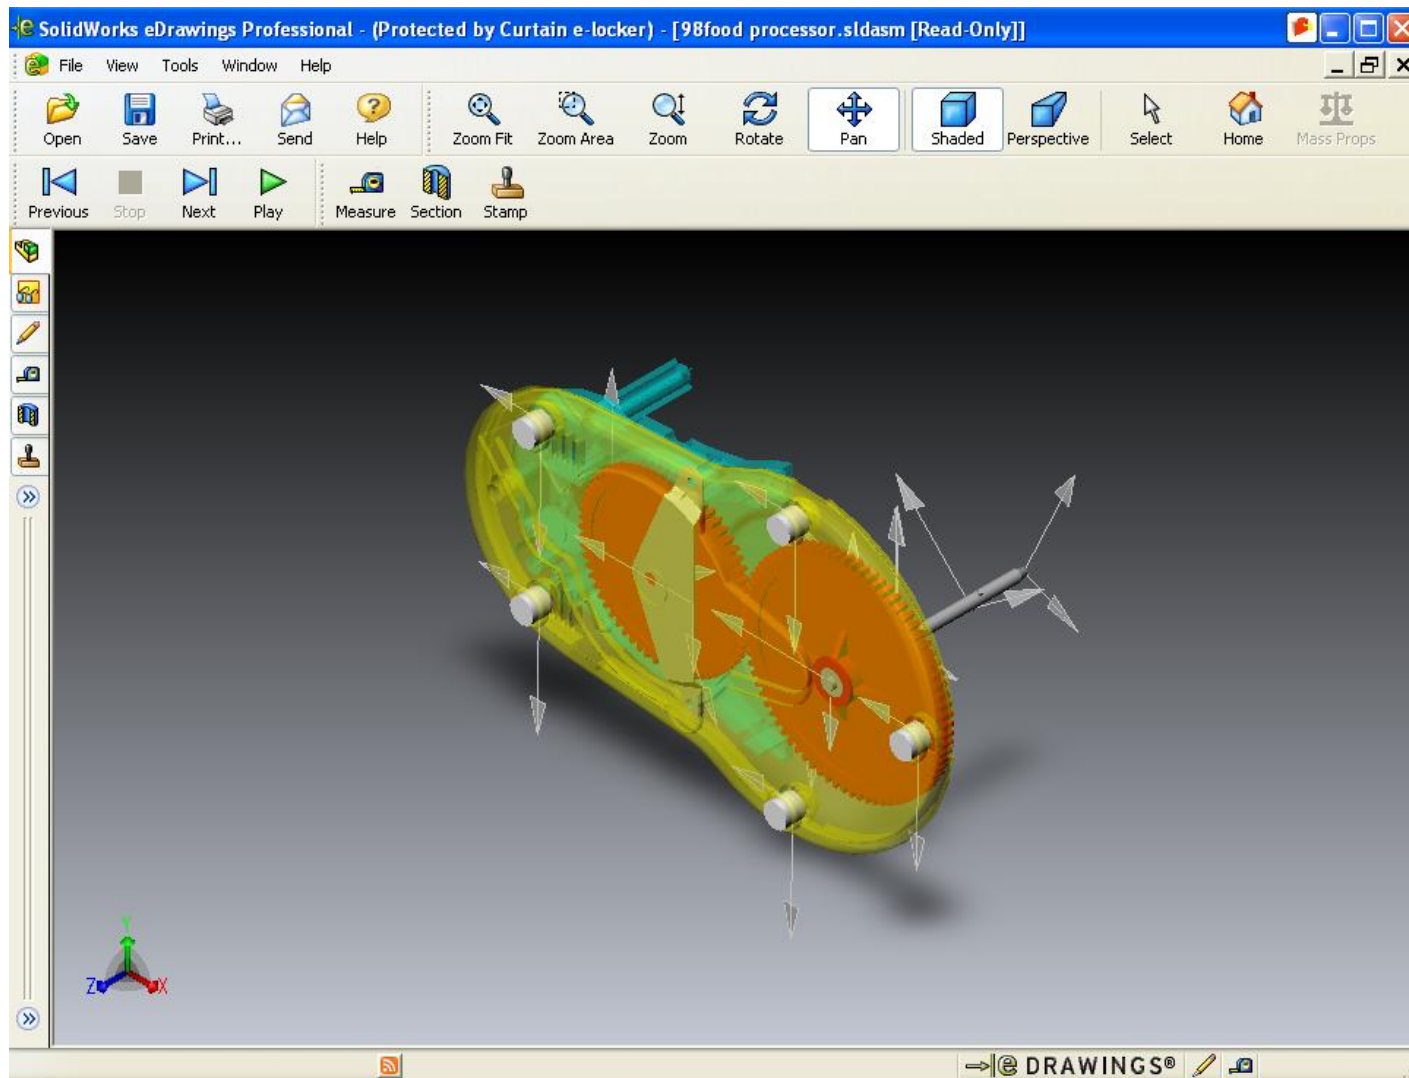 SolidWorks eDrawings Professional - (Protected by Curtain e-locker) - [98food processor.sldasm [Read-Only]]
File View Tools Window Help
Open Save Print... Send Help Zoom Fit Zoom Area Zoom Rotate Pan Shaded Perspective Select Home Mass Props
Previous Stop Next Play Measure Section Stamp
Y
Z X
e DRAWINGS®